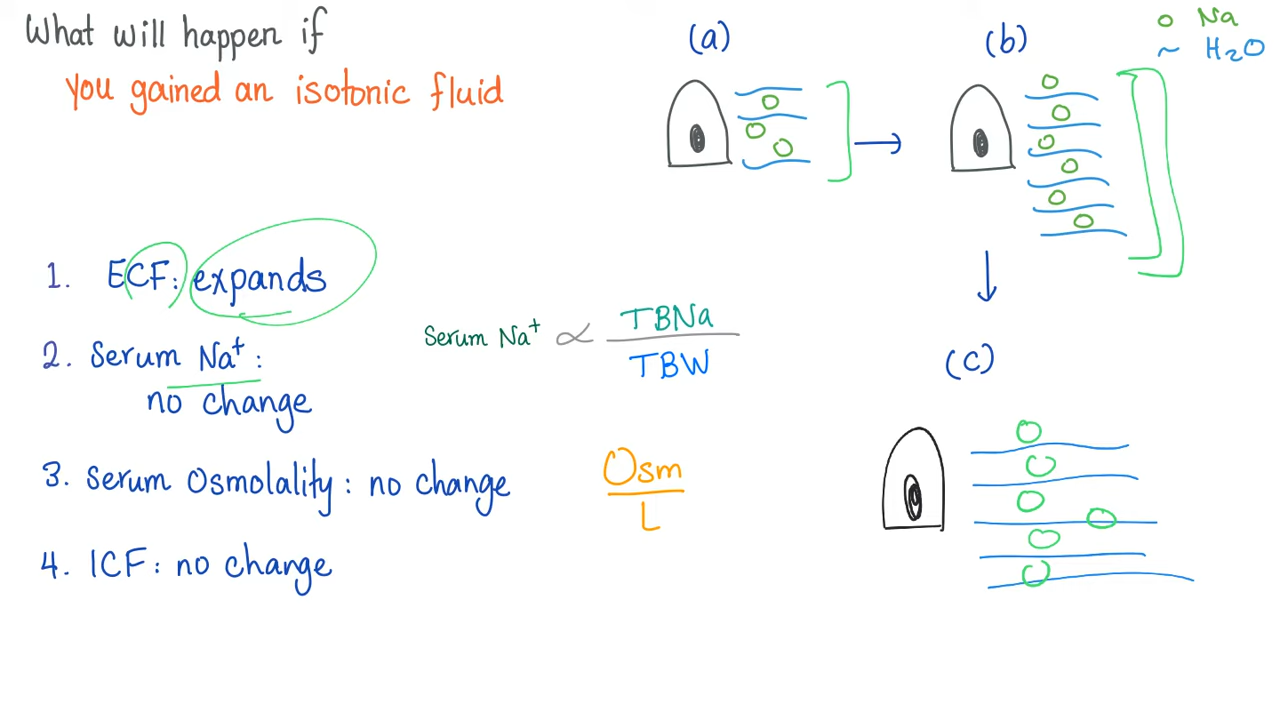 What will happen if
you gained an isotonic fluid
(a)
(b)
o Na
~ H₂O
1. ECF: expands
2. Serum Na⁺:
no change
Serum Na⁺ ∝ TBNa
TBW
(c)
3. Serum Osmolality: no change
Osm
L
4. ICF: no change